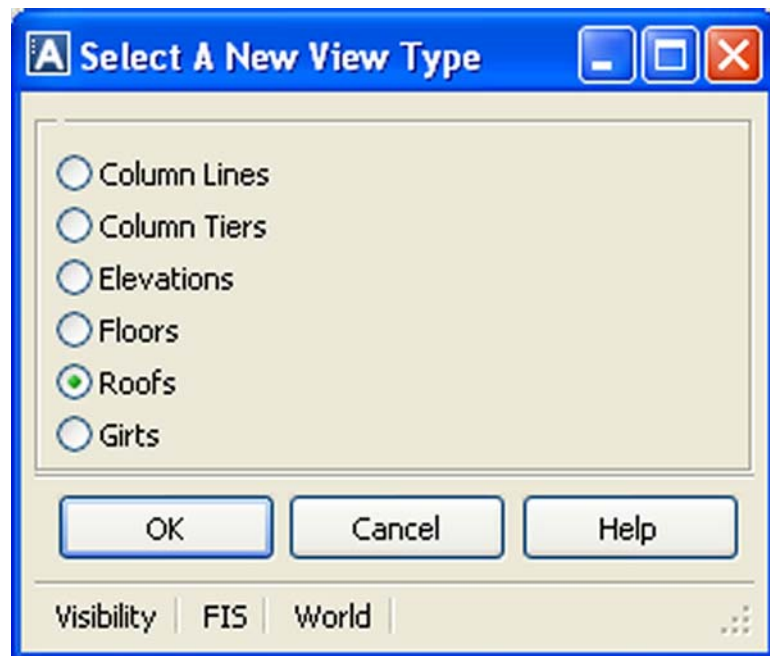 A Select A New View Type
Column Lines
Column Tiers
Elevations
Floors
Roofs
Girts
OK Cancel Help
Visibility FIS World